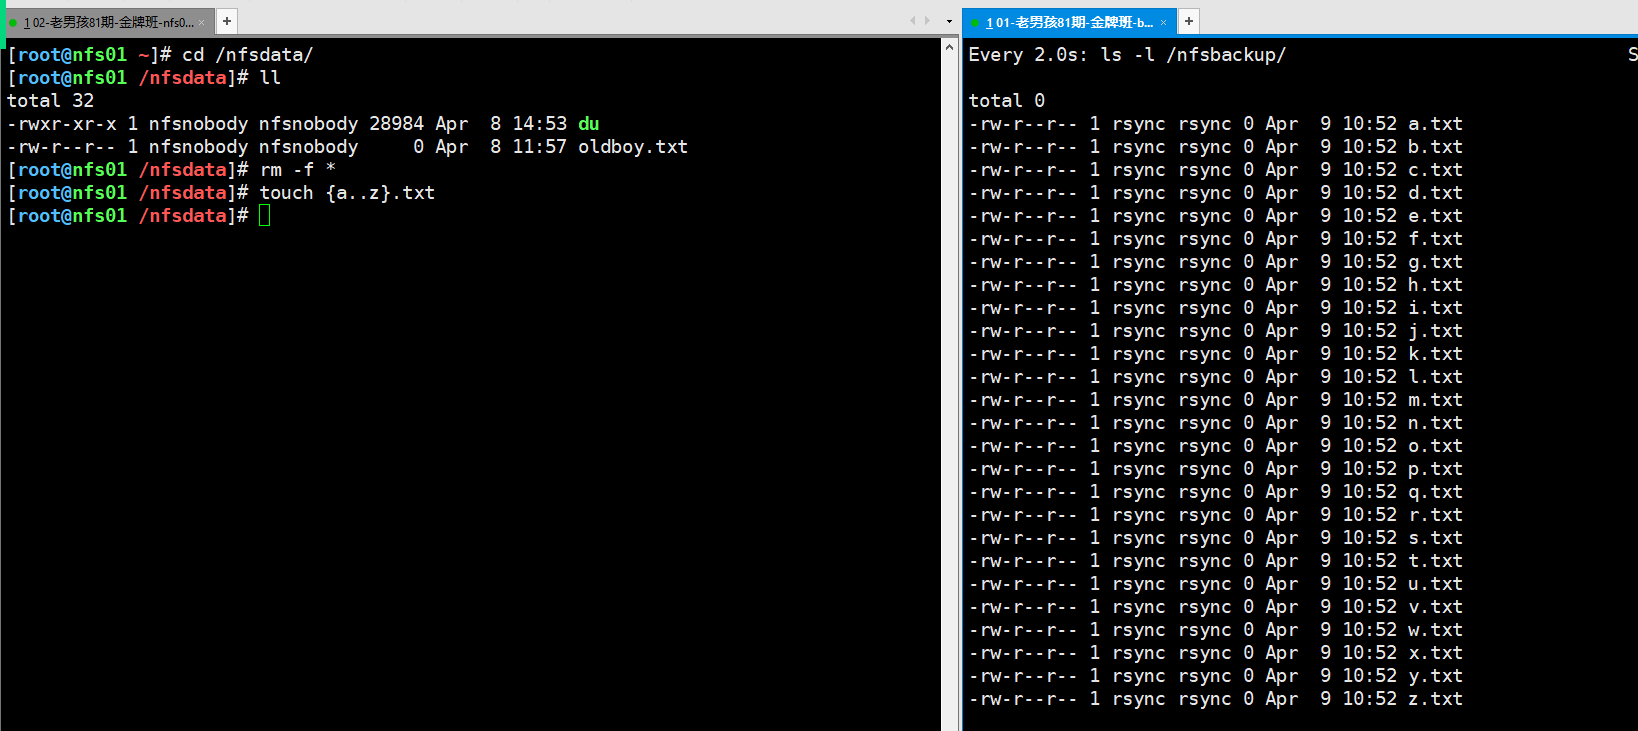 1 02-老男孩81期-金牌班-nfs0... × +
[root@nfs01 ~]# cd /nfsdata/
[root@nfs01 /nfsdata]# ll
total 32
-rwxr-xr-x 1 nfsnobody nfsnobody 28984 Apr  8 14:53 du
-rw-r--r-- 1 nfsnobody nfsnobody     0 Apr  8 11:57 oldboy.txt
[root@nfs01 /nfsdata]# rm -f *
[root@nfs01 /nfsdata]# touch {a..z}.txt
[root@nfs01 /nfsdata]#
1 01-老男孩81期-金牌班-b... × +
Every 2.0s: ls -l /nfsbackup/ S
total 0
-rw-r--r-- 1 rsync rsync 0 Apr  9 10:52 a.txt
-rw-r--r-- 1 rsync rsync 0 Apr  9 10:52 b.txt
-rw-r--r-- 1 rsync rsync 0 Apr  9 10:52 c.txt
-rw-r--r-- 1 rsync rsync 0 Apr  9 10:52 d.txt
-rw-r--r-- 1 rsync rsync 0 Apr  9 10:52 e.txt
-rw-r--r-- 1 rsync rsync 0 Apr  9 10:52 f.txt
-rw-r--r-- 1 rsync rsync 0 Apr  9 10:52 g.txt
-rw-r--r-- 1 rsync rsync 0 Apr  9 10:52 h.txt
-rw-r--r-- 1 rsync rsync 0 Apr  9 10:52 i.txt
-rw-r--r-- 1 rsync rsync 0 Apr  9 10:52 j.txt
-rw-r--r-- 1 rsync rsync 0 Apr  9 10:52 k.txt
-rw-r--r-- 1 rsync rsync 0 Apr  9 10:52 l.txt
-rw-r--r-- 1 rsync rsync 0 Apr  9 10:52 m.txt
-rw-r--r-- 1 rsync rsync 0 Apr  9 10:52 n.txt
-rw-r--r-- 1 rsync rsync 0 Apr  9 10:52 o.txt
-rw-r--r-- 1 rsync rsync 0 Apr  9 10:52 p.txt
-rw-r--r-- 1 rsync rsync 0 Apr  9 10:52 q.txt
-rw-r--r-- 1 rsync rsync 0 Apr  9 10:52 r.txt
-rw-r--r-- 1 rsync rsync 0 Apr  9 10:52 s.txt
-rw-r--r-- 1 rsync rsync 0 Apr  9 10:52 t.txt
-rw-r--r-- 1 rsync rsync 0 Apr  9 10:52 u.txt
-rw-r--r-- 1 rsync rsync 0 Apr  9 10:52 v.txt
-rw-r--r-- 1 rsync rsync 0 Apr  9 10:52 w.txt
-rw-r--r-- 1 rsync rsync 0 Apr  9 10:52 x.txt
-rw-r--r-- 1 rsync rsync 0 Apr  9 10:52 y.txt
-rw-r--r-- 1 rsync rsync 0 Apr  9 10:52 z.txt